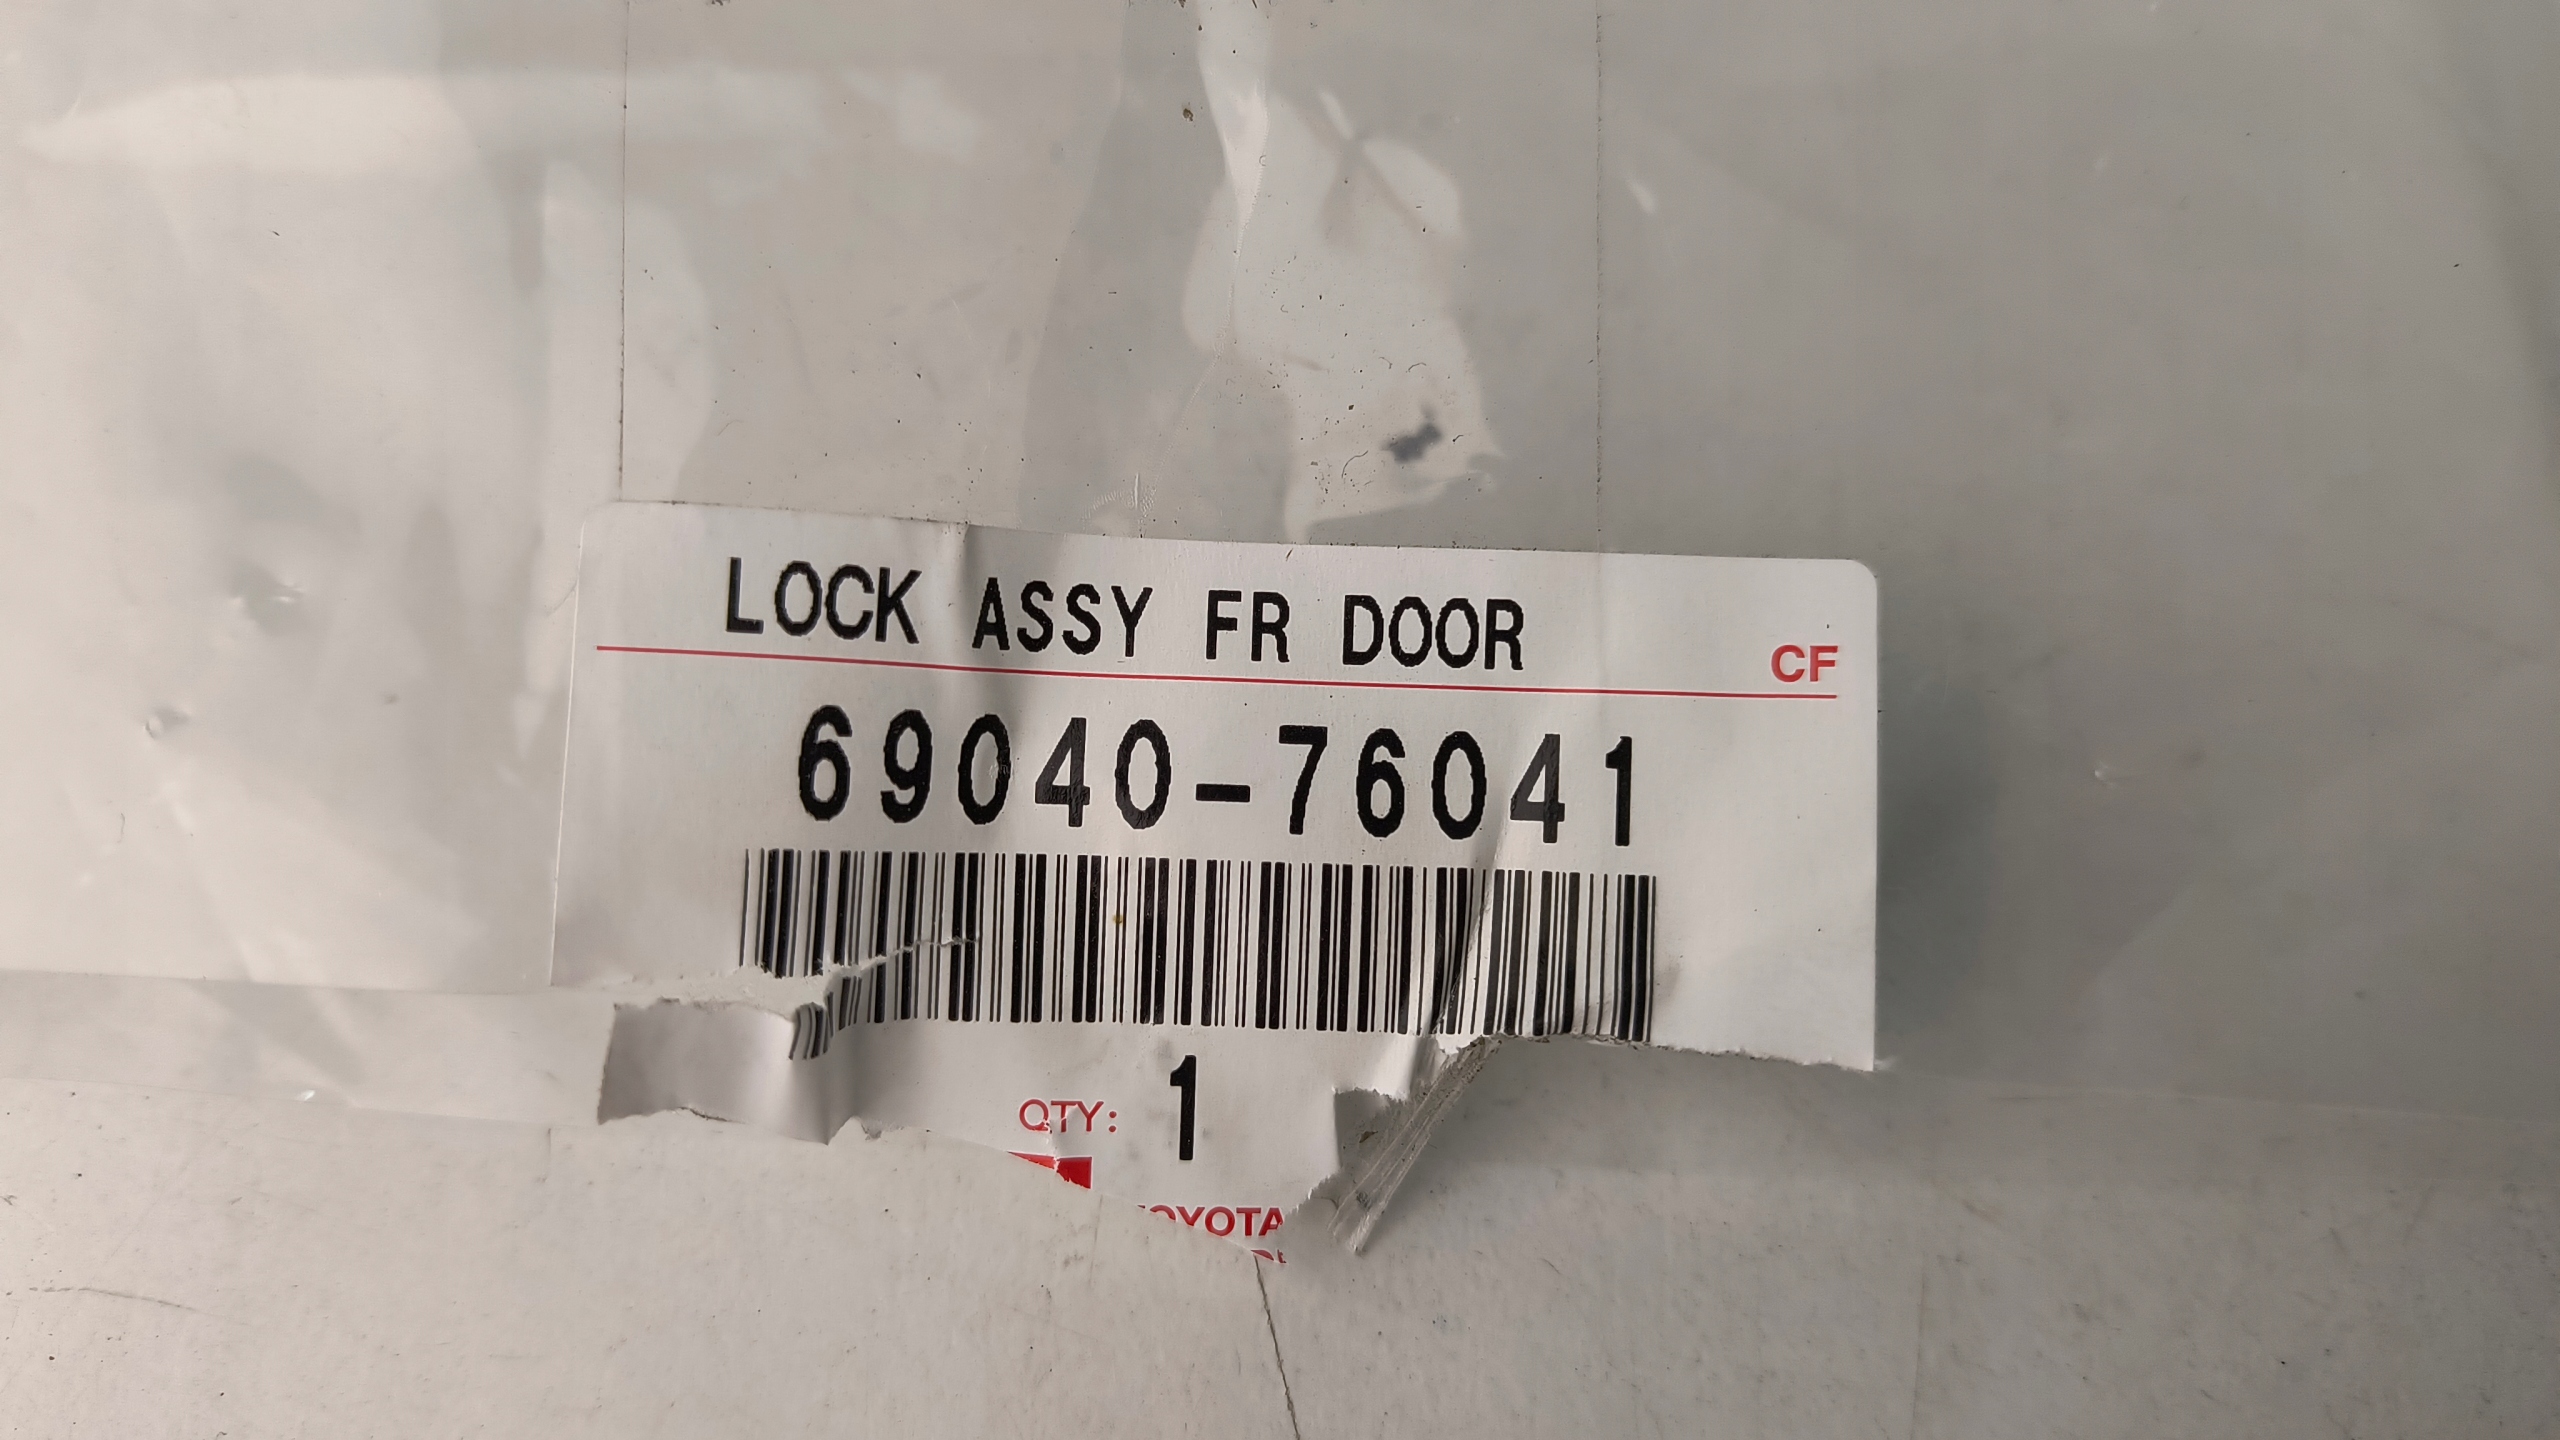 LOCK ASSY FR DOOR
CF
69040-76041
QTY: 1
TOYOTA